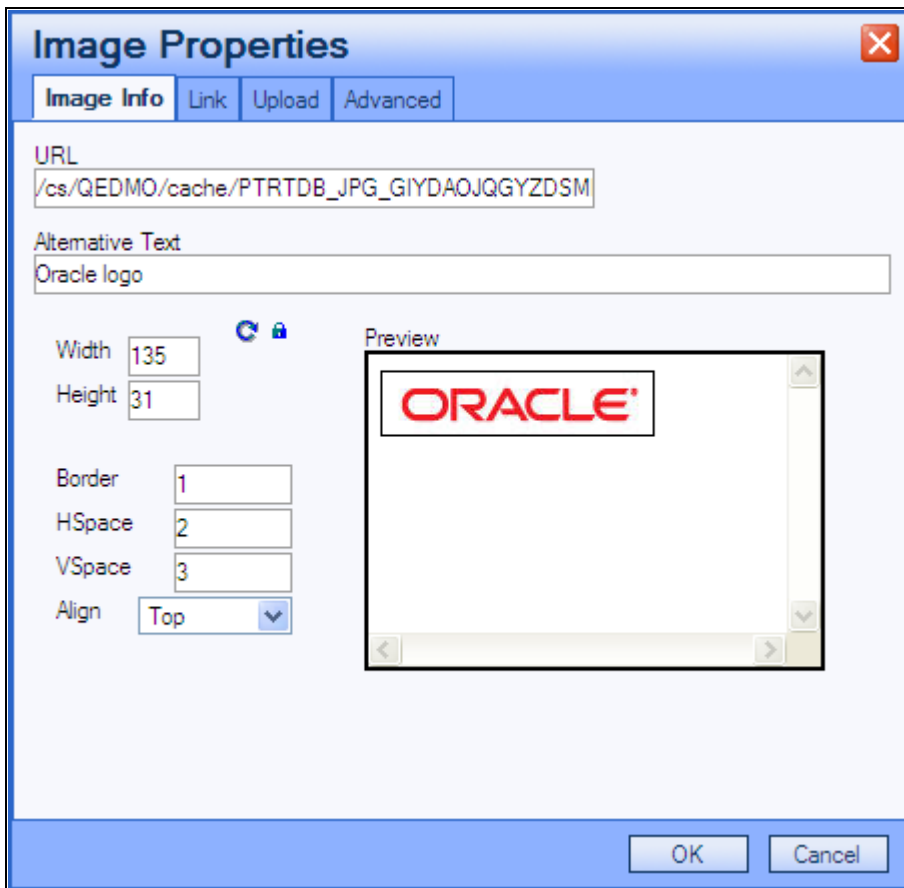 Image Properties
Image Info Link Upload Advanced
URL
/cs/QEDMO/cache/PTRTDB_JPG_GIYDAOJQGYZDSM
Alternative Text
Oracle logo
Width 135
Height 31
Preview
ORACLE
Border 1
HSpace 2
VSpace 3
Align Top
OK Cancel